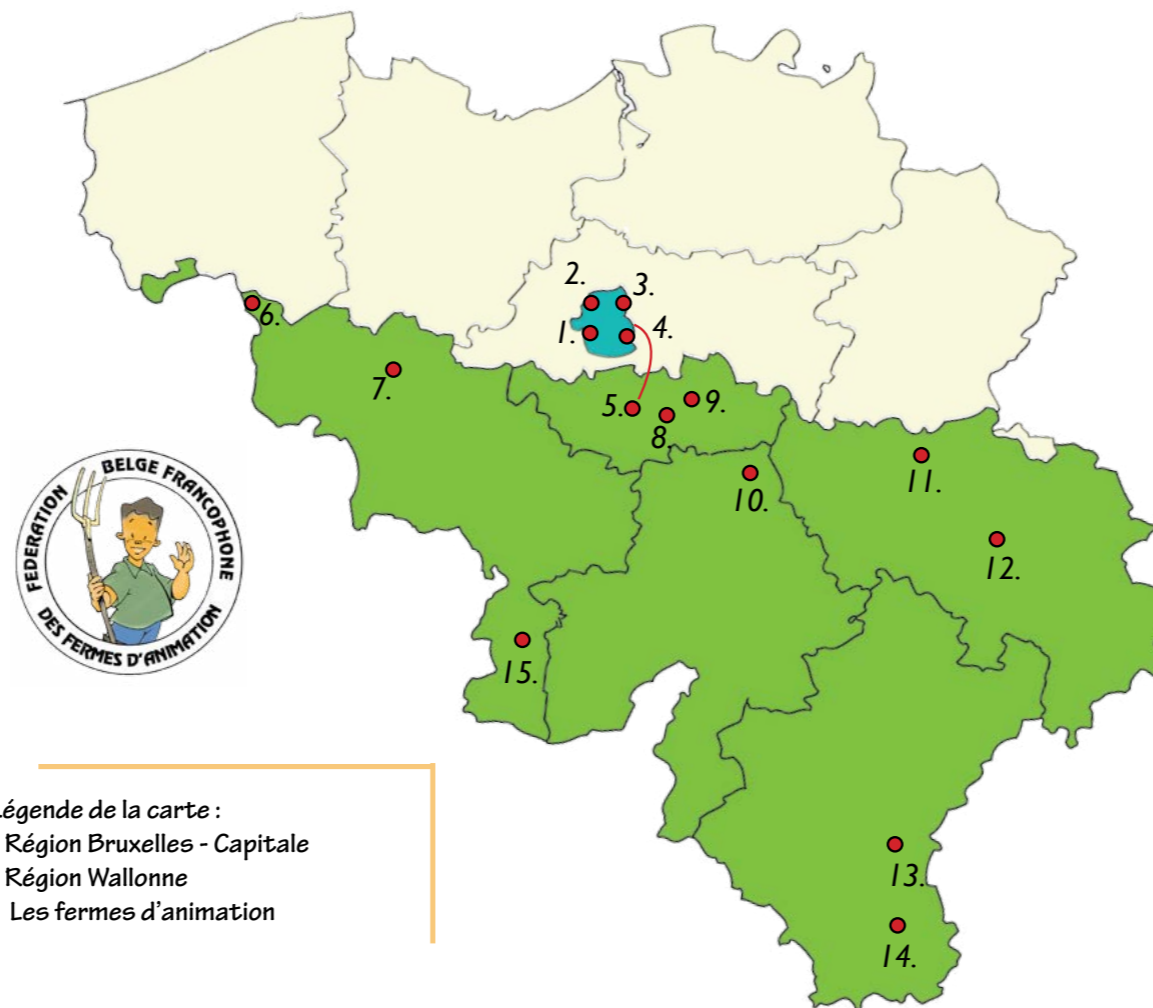 2.
3.
1.
4.
6.
7.
5.
9.
8.
10.
11.
12.
15.
13.
14.
FEDERATION BELGE FRANCOPHONE
DES FERMES D'ANIMATION
égende de la carte :
Région Bruxelles - Capitale
Région Wallonne
Les fermes d'animation